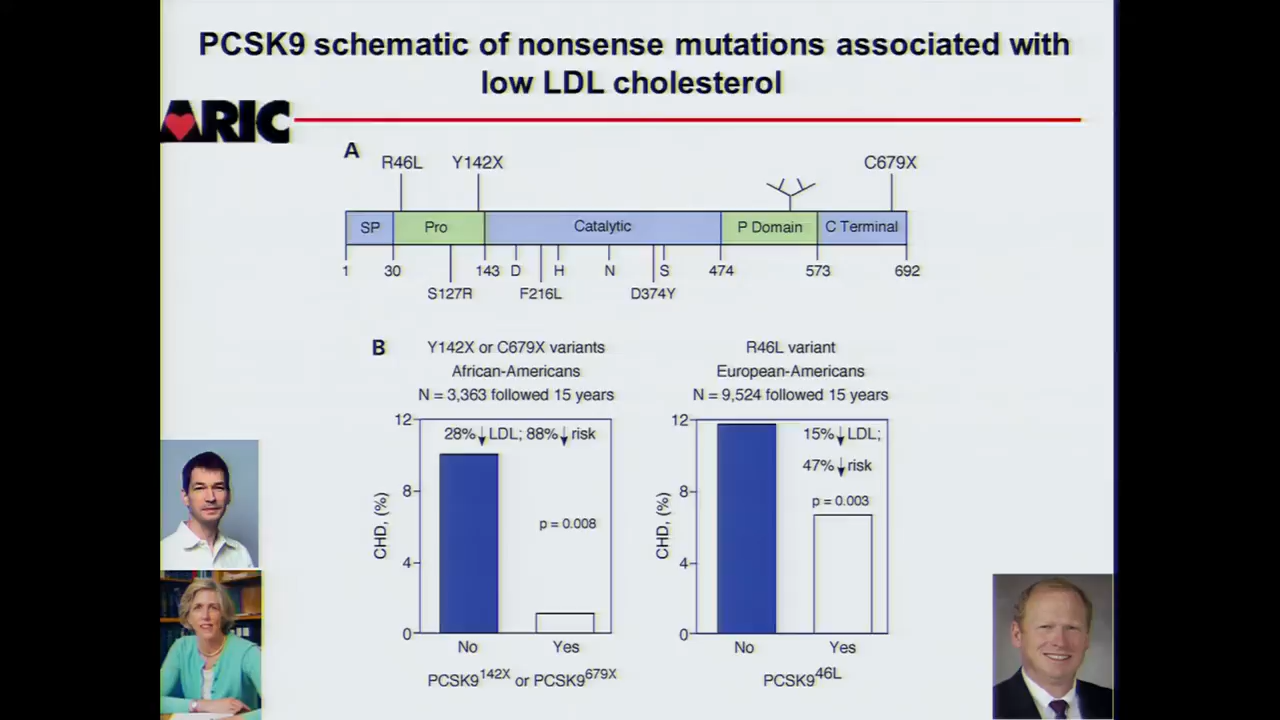 PCSK9 schematic of nonsense mutations associated with
low LDL cholesterol
ARIC
A
R46L Y142X C679X
SP Pro Catalytic P Domain C Terminal
1 30 143 D H N S 474 573 692
S127R F216L D374Y
B
Y142X or C679X variants
African-Americans
N = 3,363 followed 15 years
12
28%↓LDL; 88%↓risk
8
p = 0.008
CHD, (%)
4
0
No Yes
PCSK9142X or PCSK9679X
R46L variant
European-Americans
N = 9,524 followed 15 years
12
15%↓LDL;
47%↓risk
8
p = 0.003
CHD, (%)
4
0
No Yes
PCSK946L